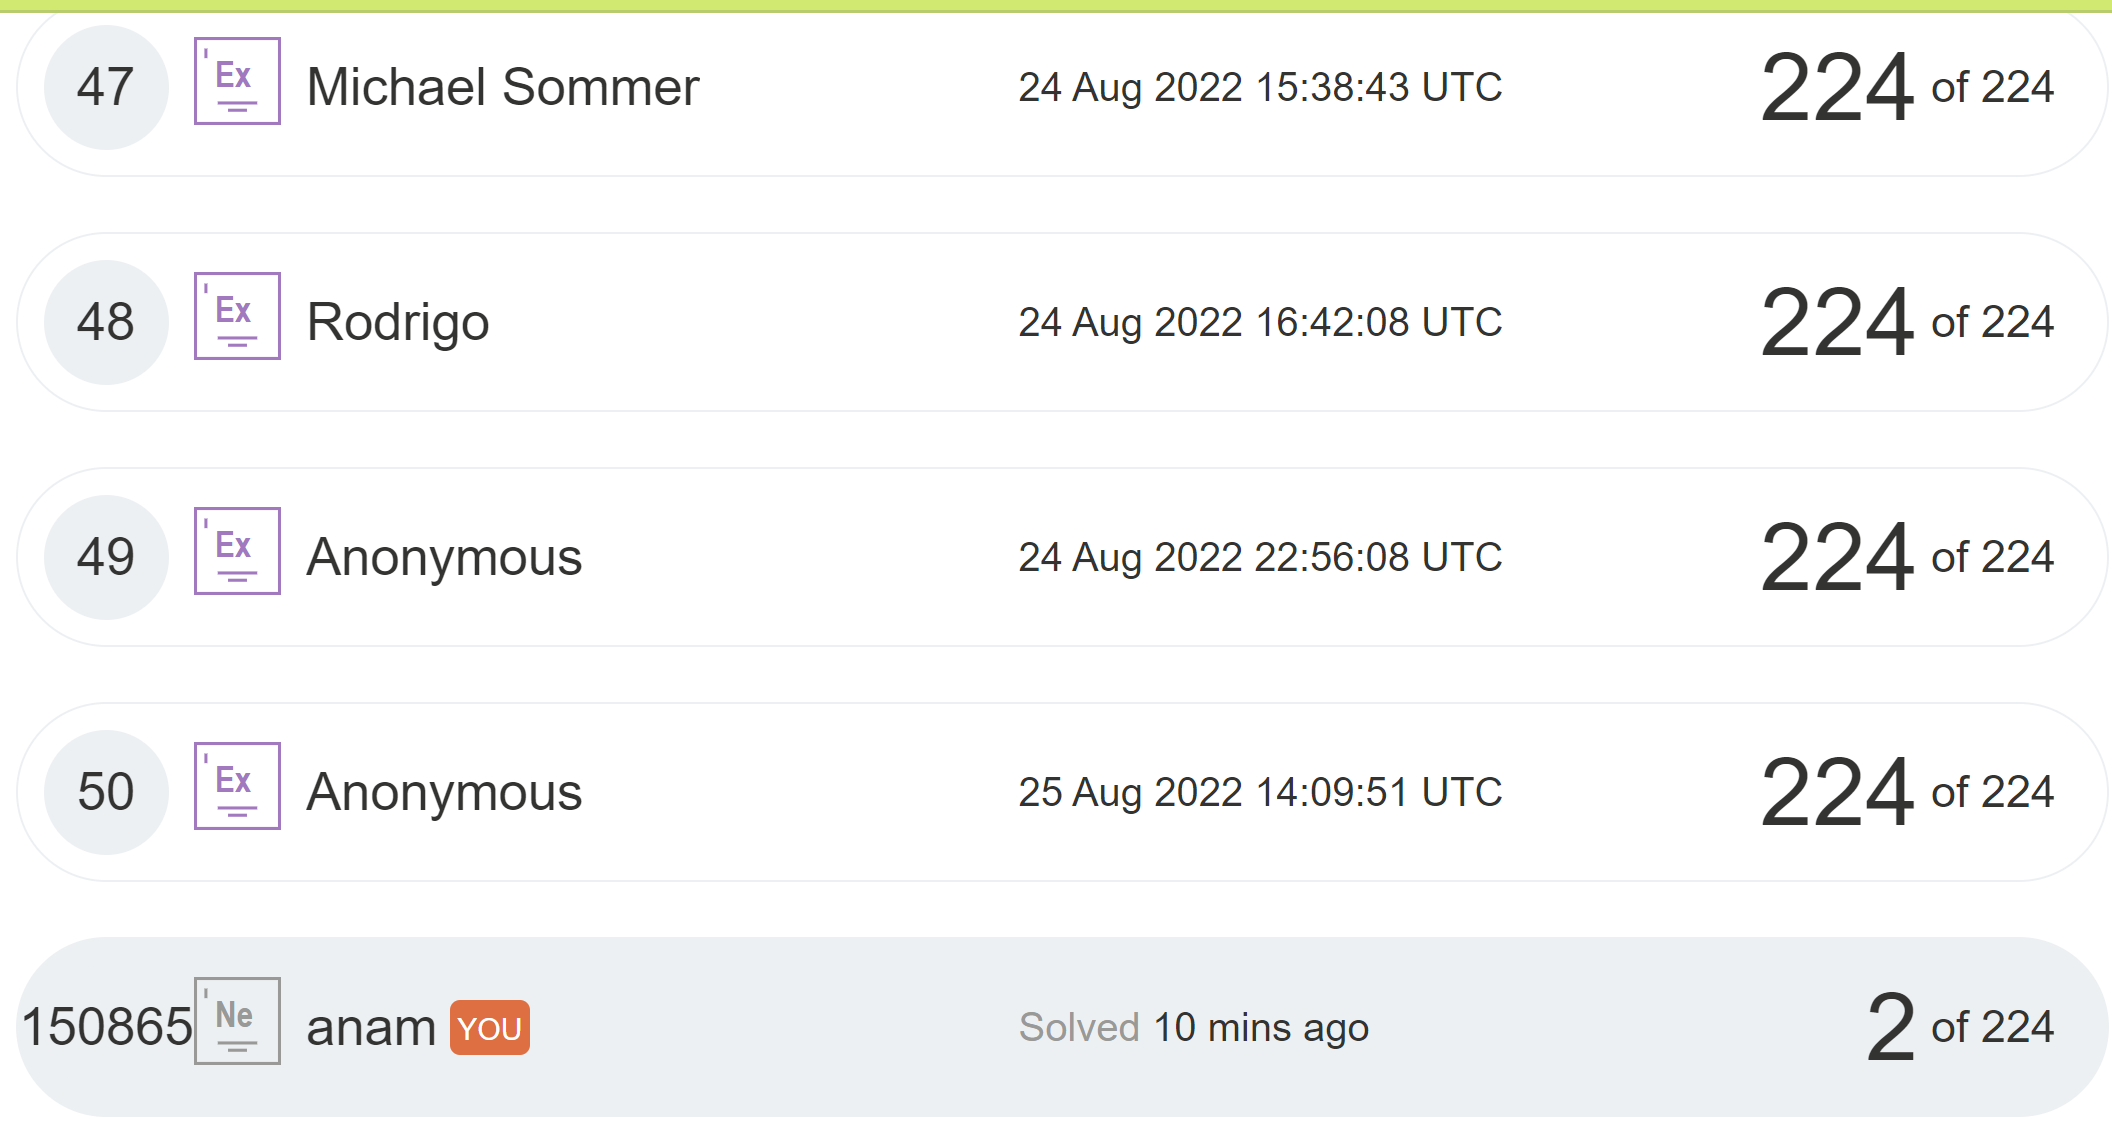 47 Ex Michael Sommer 24 Aug 2022 15:38:43 UTC 224 of 224
48 Ex Rodrigo 24 Aug 2022 16:42:08 UTC 224 of 224
49 Ex Anonymous 24 Aug 2022 22:56:08 UTC 224 of 224
50 Ex Anonymous 25 Aug 2022 14:09:51 UTC 224 of 224
150865 Ne anam YOU Solved 10 mins ago 2 of 224